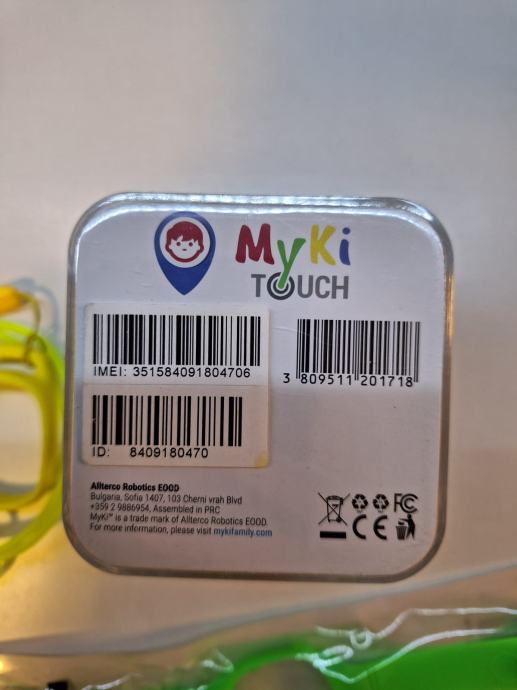 MyKi
TOUCH
IMEI: 351584091804706
3 809511 201718
ID: 8409180470
Allterco Robotics EOOD
Bulgaria, Sofia 1407, 103 Cherni vrah Blvd
+359 2 9886954, Assembled in PRC
MyKi™ is a trade mark of Allterco Robotics EOOD.
For more information, please visit mykifamily.com
FC
CE